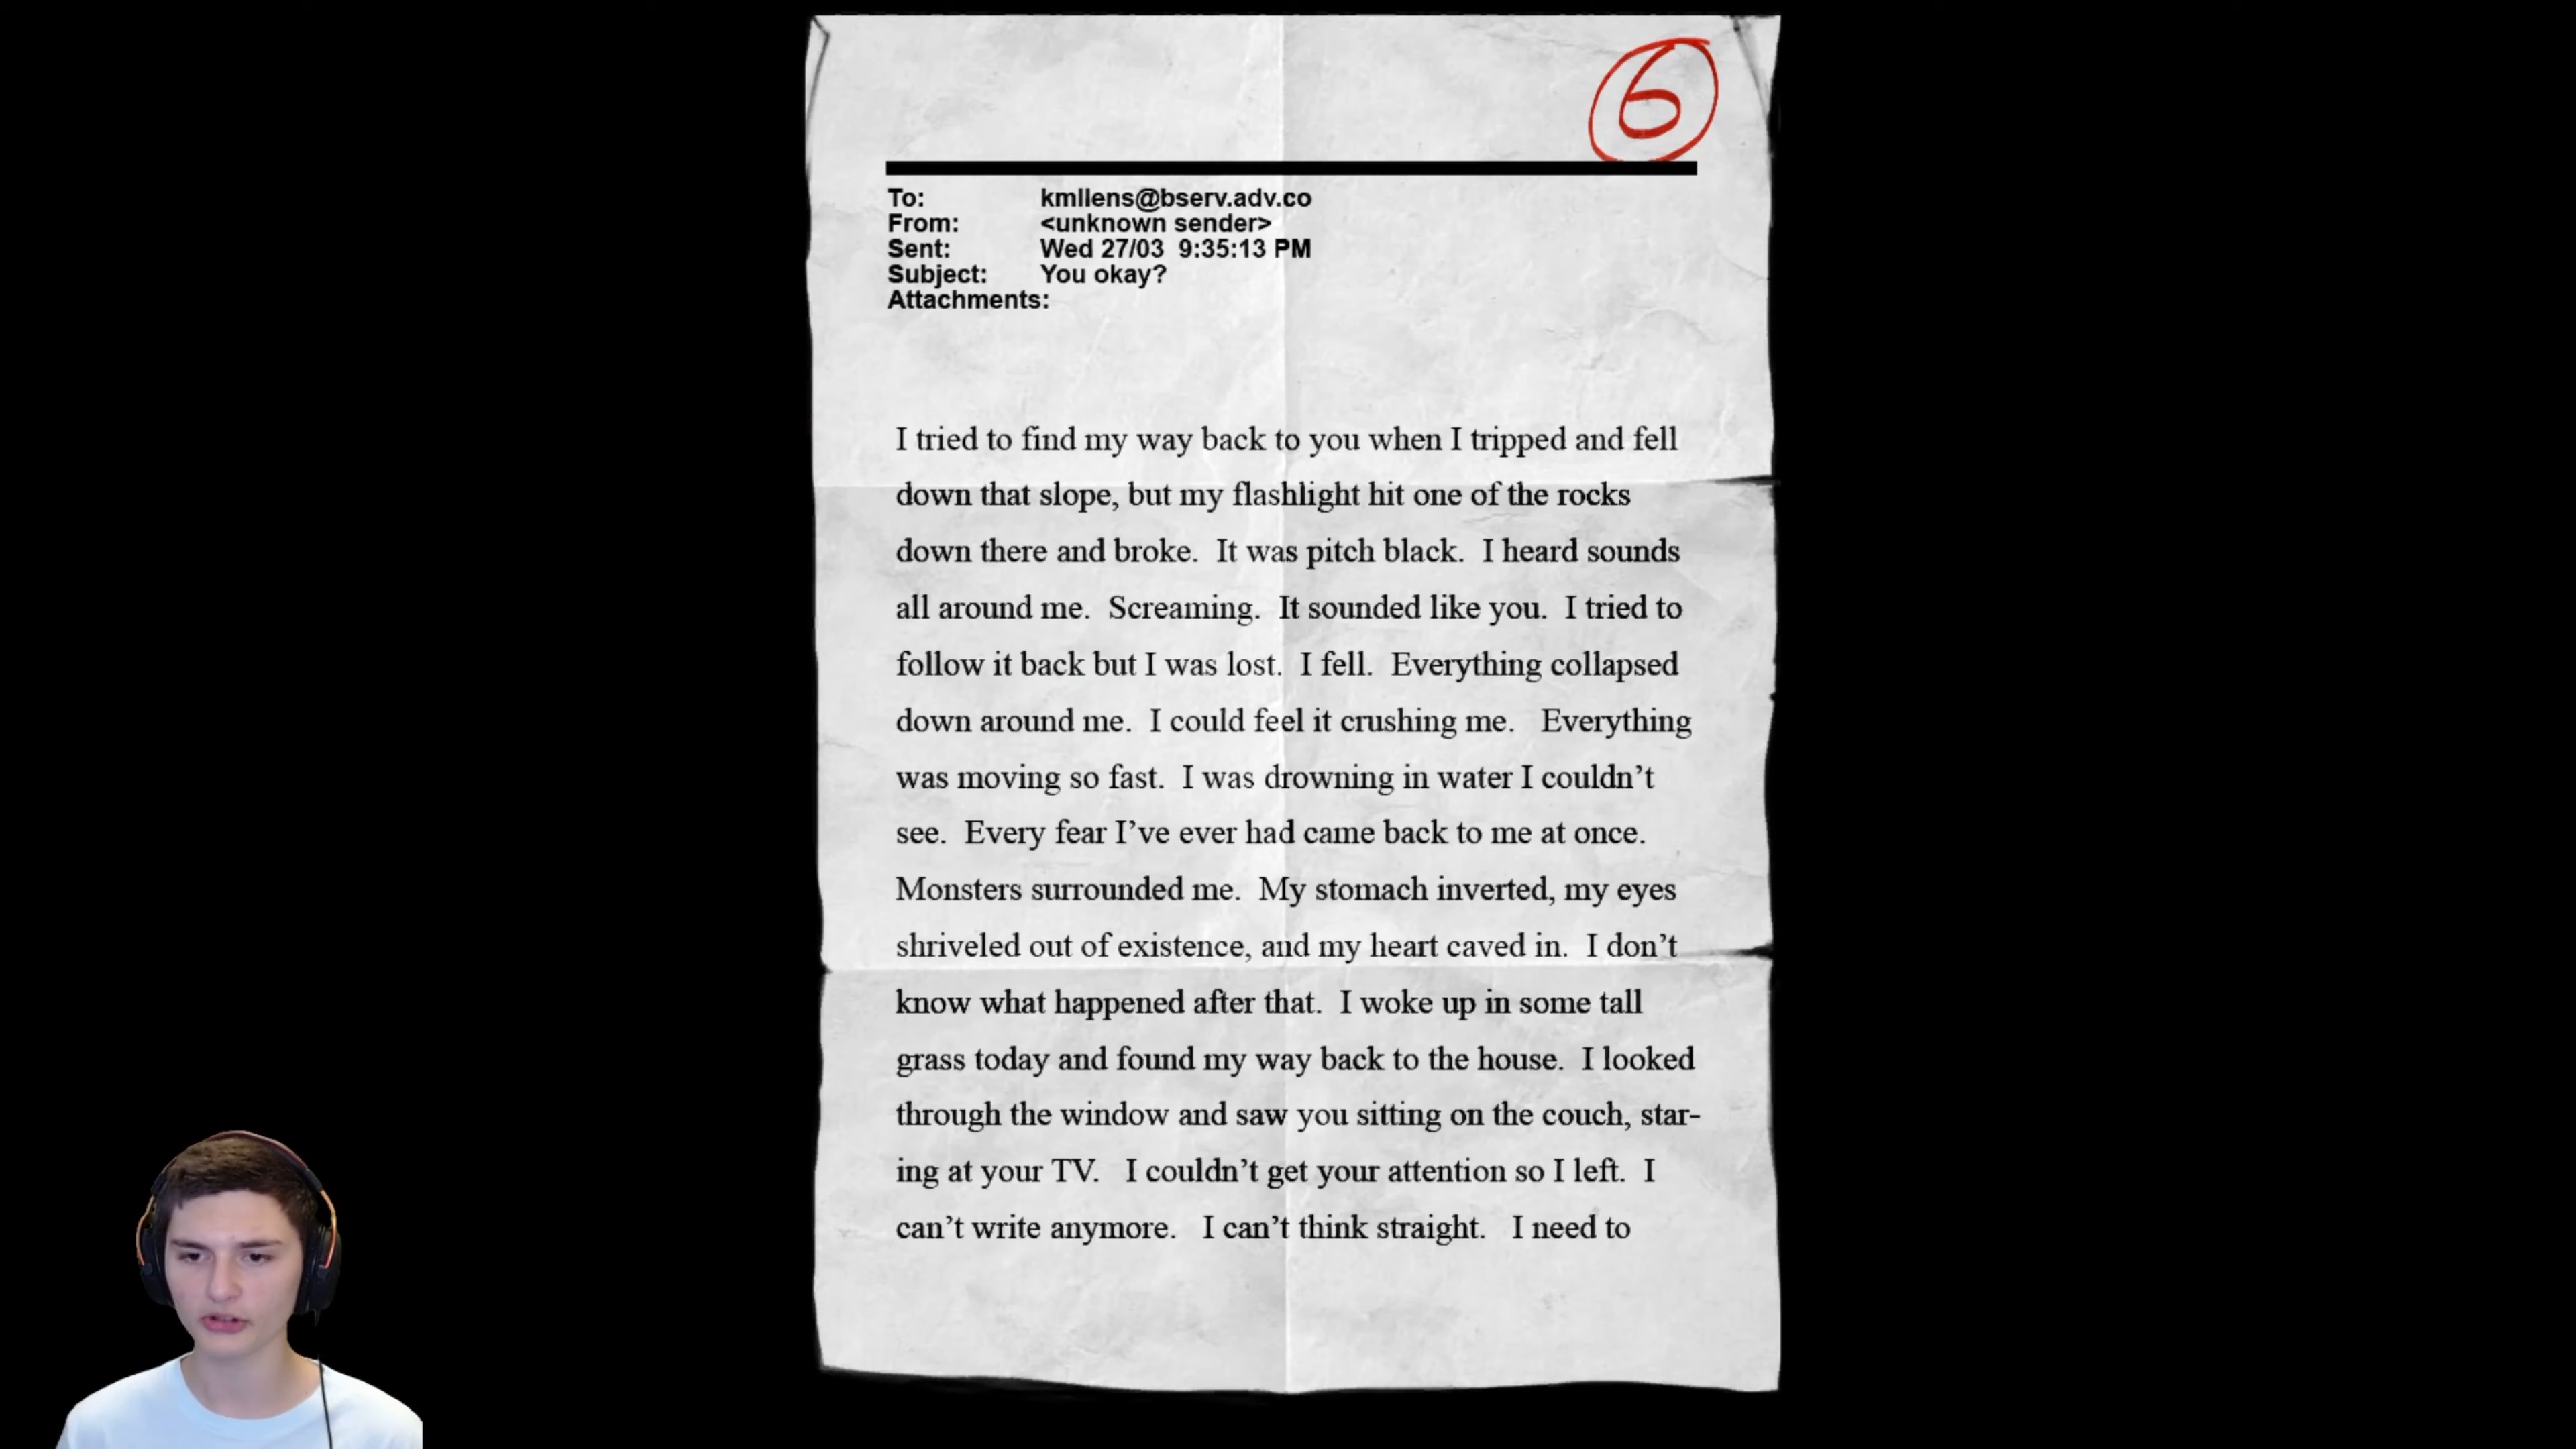 6
To: kmllens@bserv.adv.co
From: <unknown sender>
Sent: Wed 27/03  9:35:13 PM
Subject: You okay?
Attachments:
I tried to find my way back to you when I tripped and fell
down that slope, but my flashlight hit one of the rocks
down there and broke.  It was pitch black.  I heard sounds
all around me.  Screaming.  It sounded like you.  I tried to
follow it back but I was lost.  I fell.  Everything collapsed
down around me.  I could feel it crushing me.   Everything
was moving so fast.  I was drowning in water I couldn’t
see.  Every fear I’ve ever had came back to me at once.
Monsters surrounded me.  My stomach inverted, my eyes
shriveled out of existence, and my heart caved in.  I don’t
know what happened after that.  I woke up in some tall
grass today and found my way back to the house.  I looked
through the window and saw you sitting on the couch, star-
ing at your TV.   I couldn’t get your attention so I left.  I
can’t write anymore.   I can’t think straight.   I need to